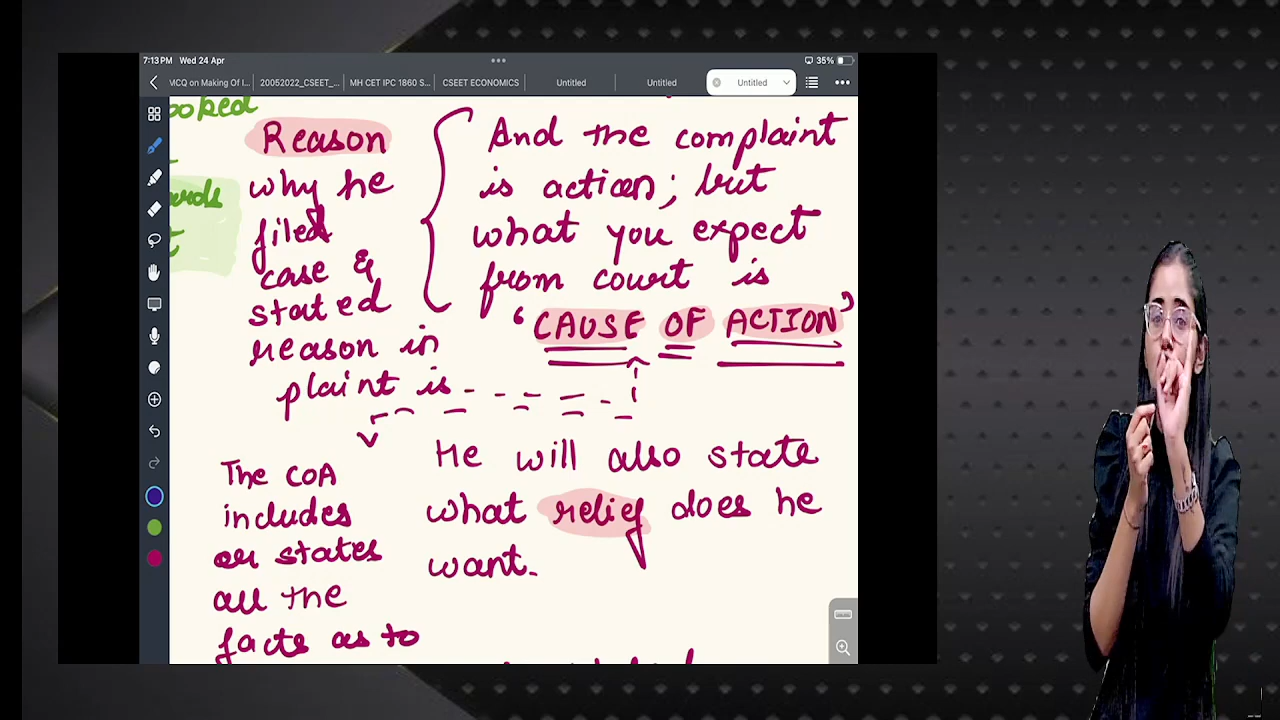 7:13 PM Wed 24 Apr
35%
MCQ on Making Of I... 20052022_CSEET_... MH CET IPC 1860 S... CSEET ECONOMICS Untitled Untitled Untitled
ooked
Reason
why he
filed
case &
stated
reason in
plaint is
And the complaint
is action; but
what you expect
from court is
'CAUSE OF ACTION'
The COA
includes
or states
all the
facts as to
He will also state
what relief does he
want.